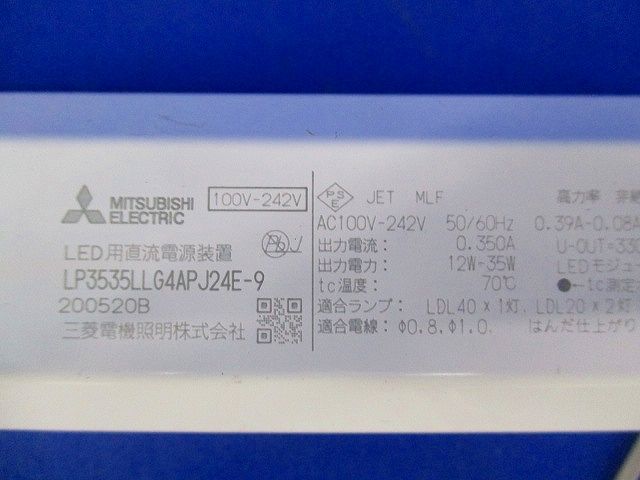 MITSUBISHI
ELECTRIC
100V-242V
LED用直流電源装置
LP3535LLG4APJ24E-9
200520B
三菱電機照明株式会社
PS
E
JET MLF 高力率 非絶
AC100V-242V 50/60Hz 0.39A-0.08A
出力電流: 0.350A U-OUT=330
出力電力: 12W-35W LEDモジュ
tc温度: 70℃ ●←tc測定
適合ランプ: LDL40×1灯, LDL20×2灯
適合電線: Φ0.8,Φ1.0, はんだ仕上がり